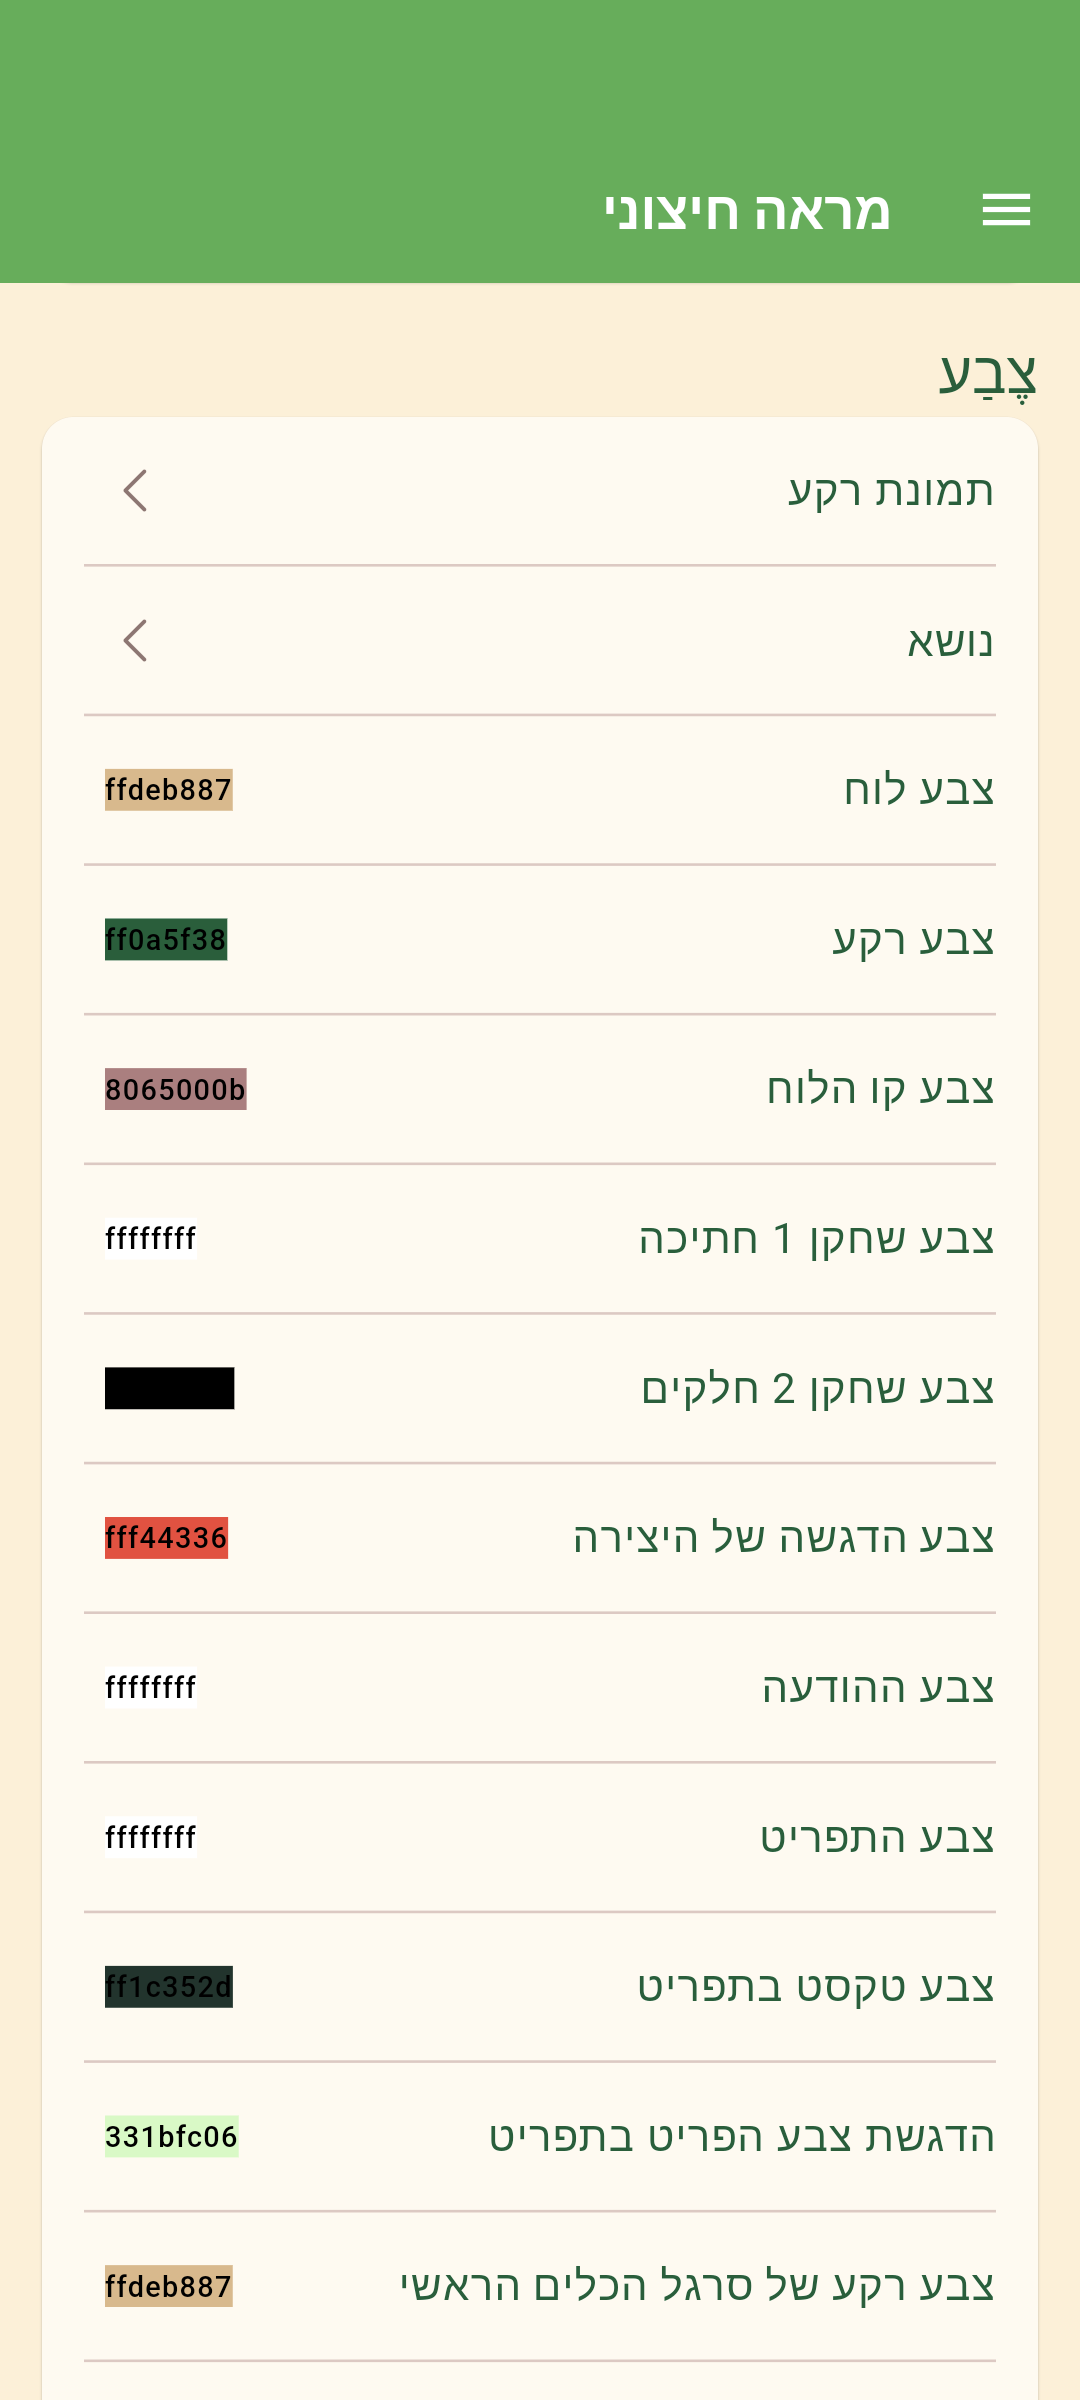 מראה חיצוני
צֶבַע
תמונת רקע
נושא
צבע לוח
ffdeb887
צבע רקע
ff0a5f38
צבע קו הלוח
8065000b
צבע שחקן 1 חתיכה
ffffffff
צבע שחקן 2 חלקים
צבע הדגשה של היצירה
fff44336
צבע ההודעה
ffffffff
צבע התפריט
ffffffff
צבע טקסט בתפריט
ff1c352d
הדגשת צבע הפריט בתפריט
331bfc06
צבע רקע של סרגל הכלים הראשי
ffdeb887